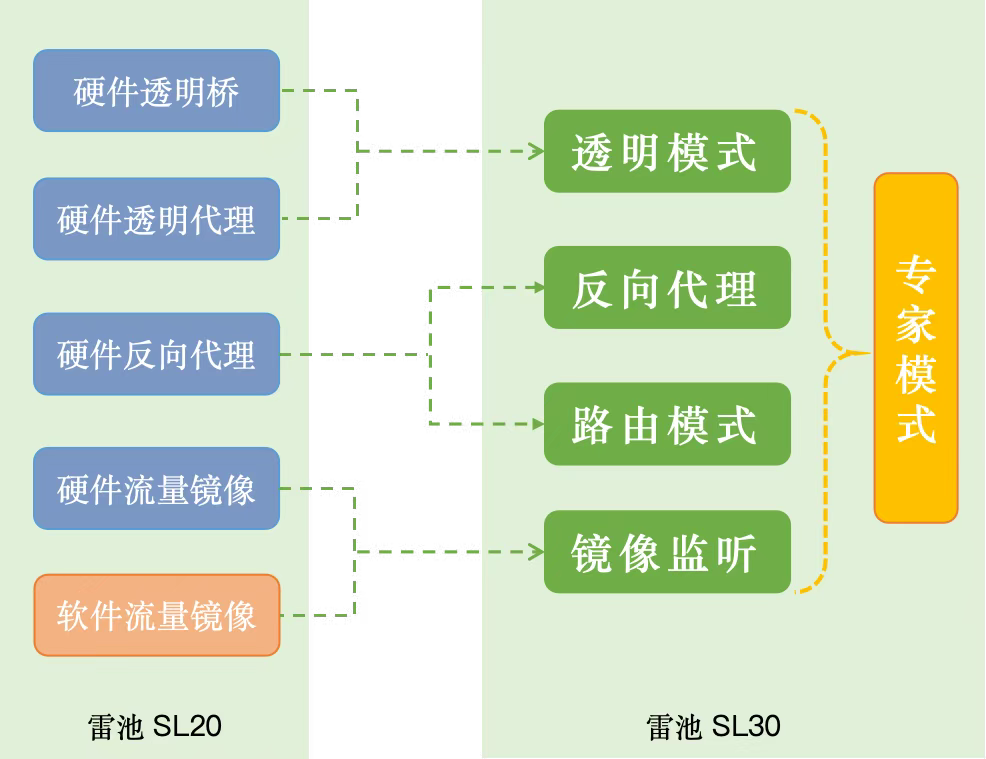 硬件透明桥
硬件透明代理
硬件反向代理
硬件流量镜像
软件流量镜像
雷池 SL20
透明模式
反向代理
路由模式
镜像监听
专家模式
雷池 SL30